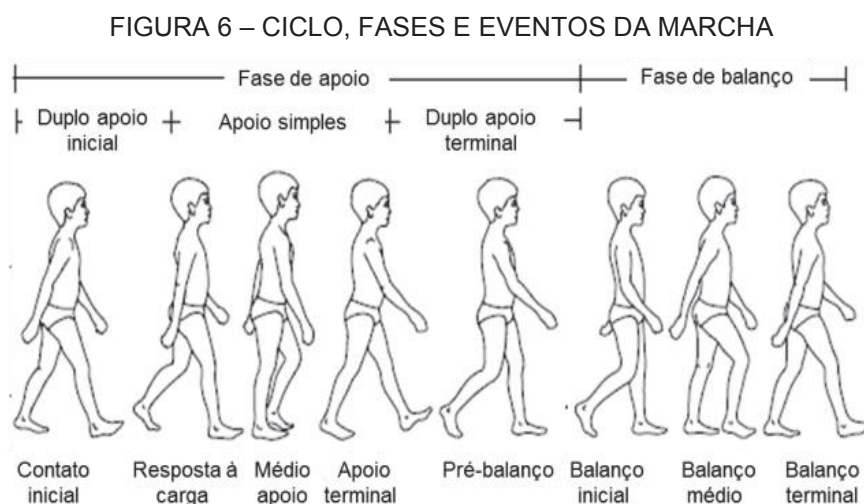 FIGURA 6 – CICLO, FASES E EVENTOS DA MARCHA
Fase de apoio
Fase de balanço
Duplo apoio
inicial
Apoio simples
Duplo apoio
terminal
Contato
inicial
Resposta à
carga
Médio
apoio
Apoio
terminal
Pré-balanço
Balanço
inicial
Balanço
médio
Balanço
terminal